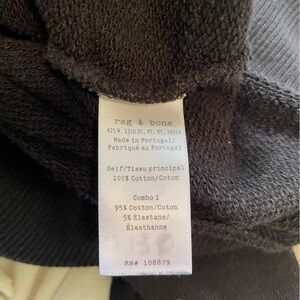 rag & bone
425 W. 13th St. NY, NY. 10014
Made in Portugal/
Fabriqué au Portugal
Self/Tissu principal
100% Cotton/Coton
Combo 1
95% Cotton/Coton
5% Elastane/
Élasthanne
RN# 108879